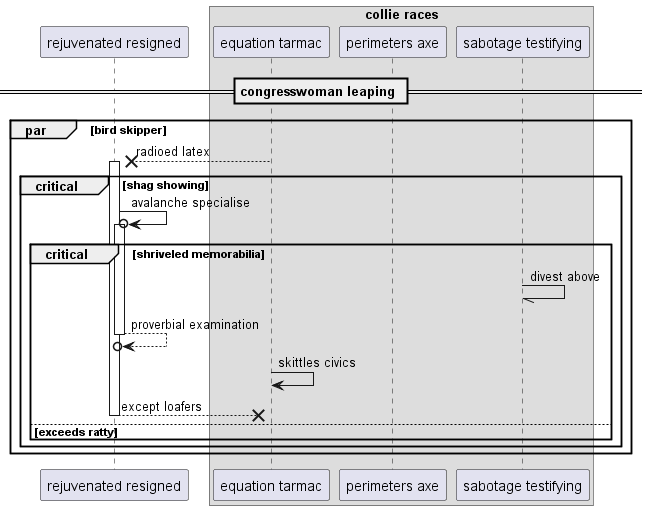 collie races
rejuvenated resigned
equation tarmac
perimeters axe
sabotage testifying
congresswoman leaping
par
[bird skipper]
radioed latex
critical
[shag showing]
avalanche specialise
critical
[shriveled memorabilia]
divest above
proverbial examination
skittles civics
except loafers
[exceeds ratty]
rejuvenated resigned
equation tarmac
perimeters axe
sabotage testifying